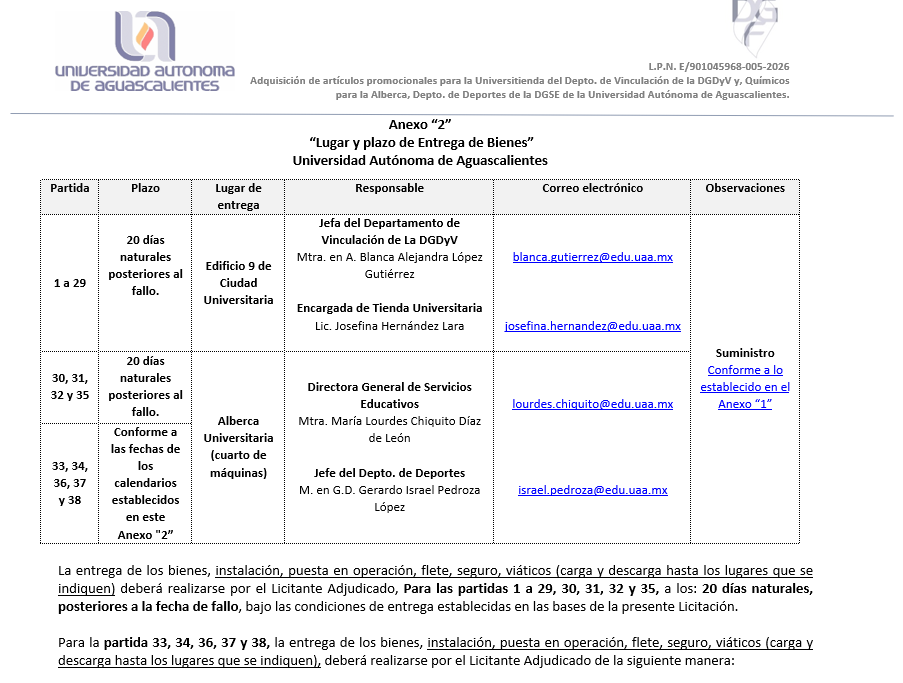 UNIVERSIDAD AUTONOMA
DE AGUASCALIENTES
DGF
L.P.N. E/901045968-005-2026
Adquisición de artículos promocionales para la Universitienda del Depto. de Vinculación de la DGDyV y, Químicos
para la Alberca, Depto. de Deportes de la DGSE de la Universidad Autónoma de Aguascalientes.
Anexo “2”
“Lugar y plazo de Entrega de Bienes”
Universidad Autónoma de Aguascalientes
Partida Plazo Lugar de entrega Responsable Correo electrónico Observaciones
1 a 29
20 días
naturales
posteriores al
fallo.
Edificio 9 de
Ciudad
Universitaria
Jefa del Departamento de
Vinculación de La DGDyV
Mtra. en A. Blanca Alejandra López
Gutiérrez
Encargada de Tienda Universitaria
Lic. Josefina Hernández Lara
blanca.gutierrez@edu.uaa.mx
josefina.hernandez@edu.uaa.mx
Suministro
Conforme a lo
establecido en el
Anexo “1”
30, 31,
32 y 35
20 días
naturales
posteriores al
fallo.
Alberca
Universitaria
(cuarto de
máquinas)
Directora General de Servicios
Educativos
Mtra. María Lourdes Chiquito Díaz
de León
Jefe del Depto. de Deportes
M. en G.D. Gerardo Israel Pedroza
López
lourdes.chiquito@edu.uaa.mx
israel.pedroza@edu.uaa.mx
33, 34,
36, 37
y 38
Conforme a
las fechas de
los
calendarios
establecidos
en este
Anexo "2”
La entrega de los bienes, instalación, puesta en operación, flete, seguro, viáticos (carga y descarga hasta los lugares que se
indiquen) deberá realizarse por el Licitante Adjudicado, Para las partidas 1 a 29, 30, 31, 32 y 35, a los: 20 días naturales,
posteriores a la fecha de fallo, bajo las condiciones de entrega establecidas en las bases de la presente Licitación.
Para la partida 33, 34, 36, 37 y 38, la entrega de los bienes, instalación, puesta en operación, flete, seguro, viáticos (carga y
descarga hasta los lugares que se indiquen), deberá realizarse por el Licitante Adjudicado de la siguiente manera: